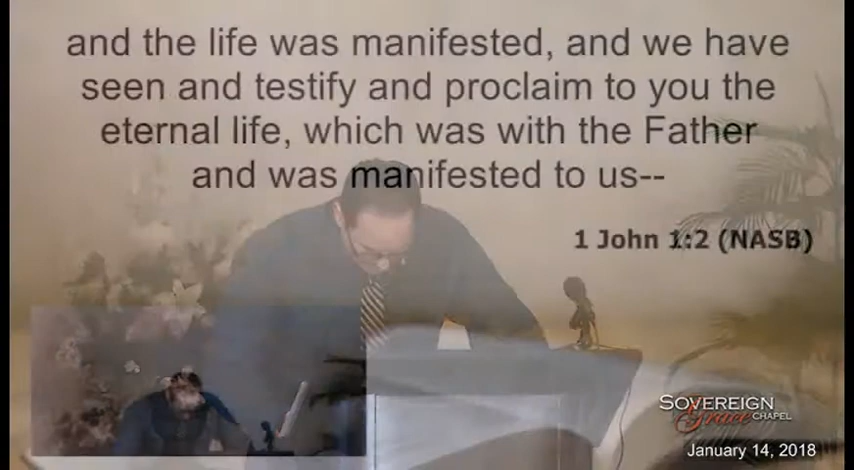 and the life was manifested, and we have
seen and testify and proclaim to you the
eternal life, which was with the Father
and was manifested to us--
1 John 1:2 (NASB)
SOVEREIGN
Grace CHAPEL
January 14, 2018